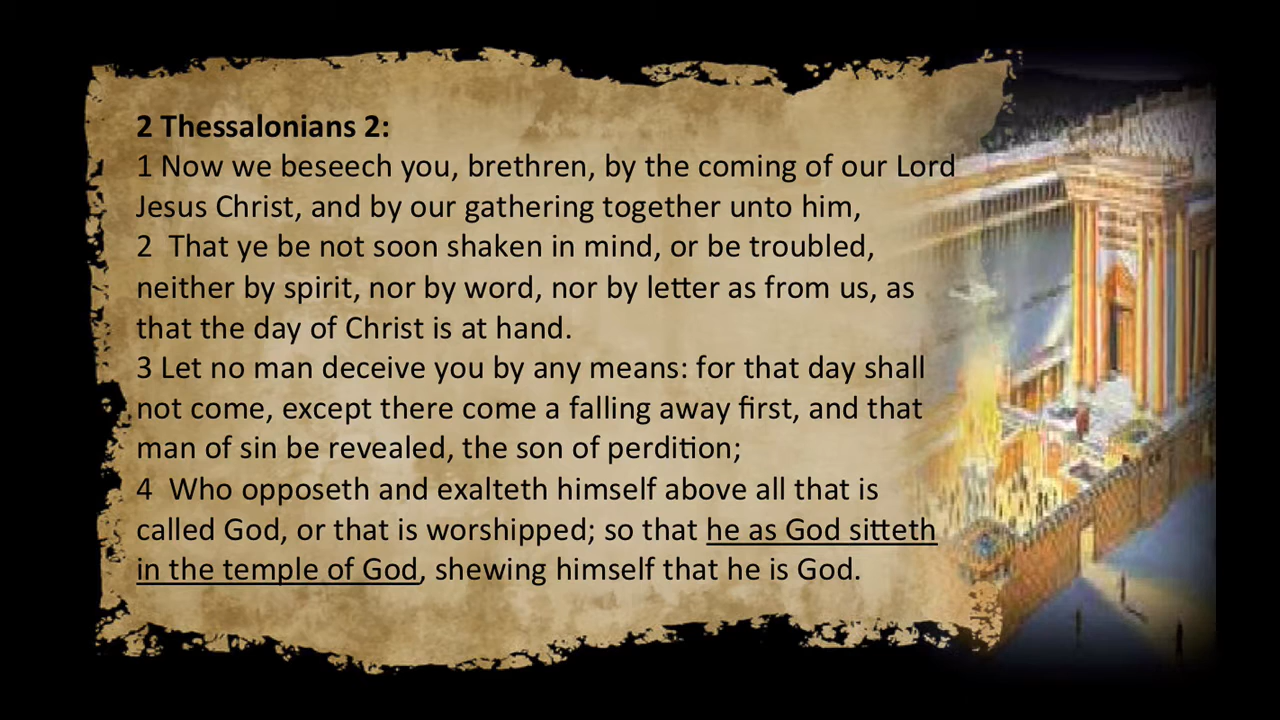 2 Thessalonians 2:
1 Now we beseech you, brethren, by the coming of our Lord
Jesus Christ, and by our gathering together unto him,
2  That ye be not soon shaken in mind, or be troubled,
neither by spirit, nor by word, nor by letter as from us, as
that the day of Christ is at hand.
3 Let no man deceive you by any means: for that day shall
not come, except there come a falling away first, and that
man of sin be revealed, the son of perdition;
4  Who opposeth and exalteth himself above all that is
called God, or that is worshipped; so that he as God sitteth
in the temple of God, shewing himself that he is God.